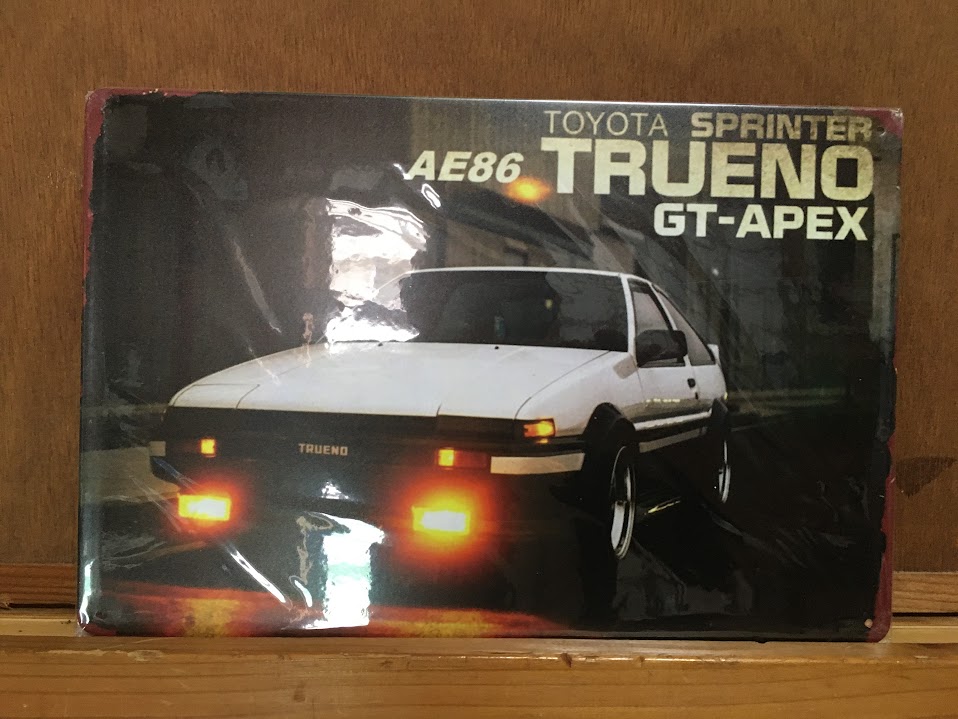 TOYOTA SPRINTER
AE86 TRUENO
GT-APEX
TRUENO